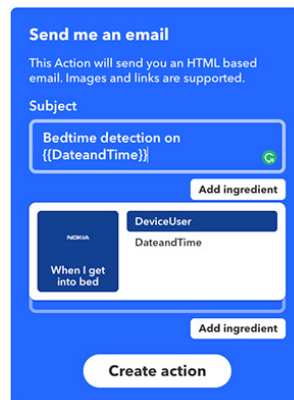 Send me an email
This Action will send you an HTML based
email. Images and links are supported.
Subject
Bedtime detection on
{{DateandTime}}
Add ingredient
NOKIA
When I get
into bed
DeviceUser
DateandTime
Add ingredient
Create action